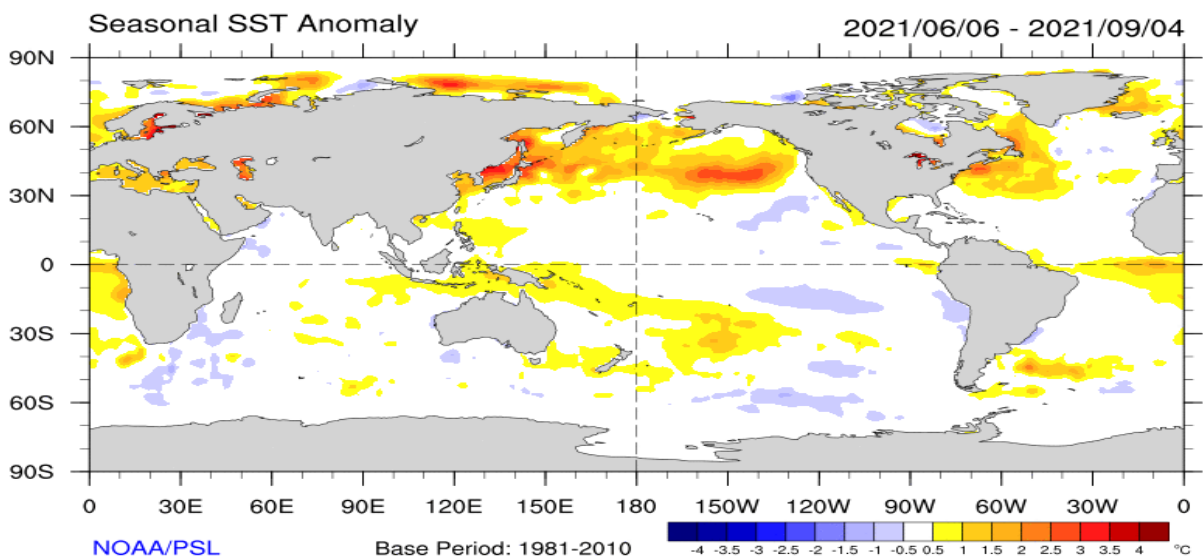 Seasonal SST Anomaly 2021/06/06 - 2021/09/04
90N
60N
30N
0
30S
60S
90S
0 30E 60E 90E 120E 150E 180 150W 120W 90W 60W 30W 0
NOAA/PSL Base Period: 1981-2010
-4 -3.5 -3 -2.5 -2 -1.5 -1 -0.5 0.5 1 1.5 2 2.5 3 3.5 4 °C